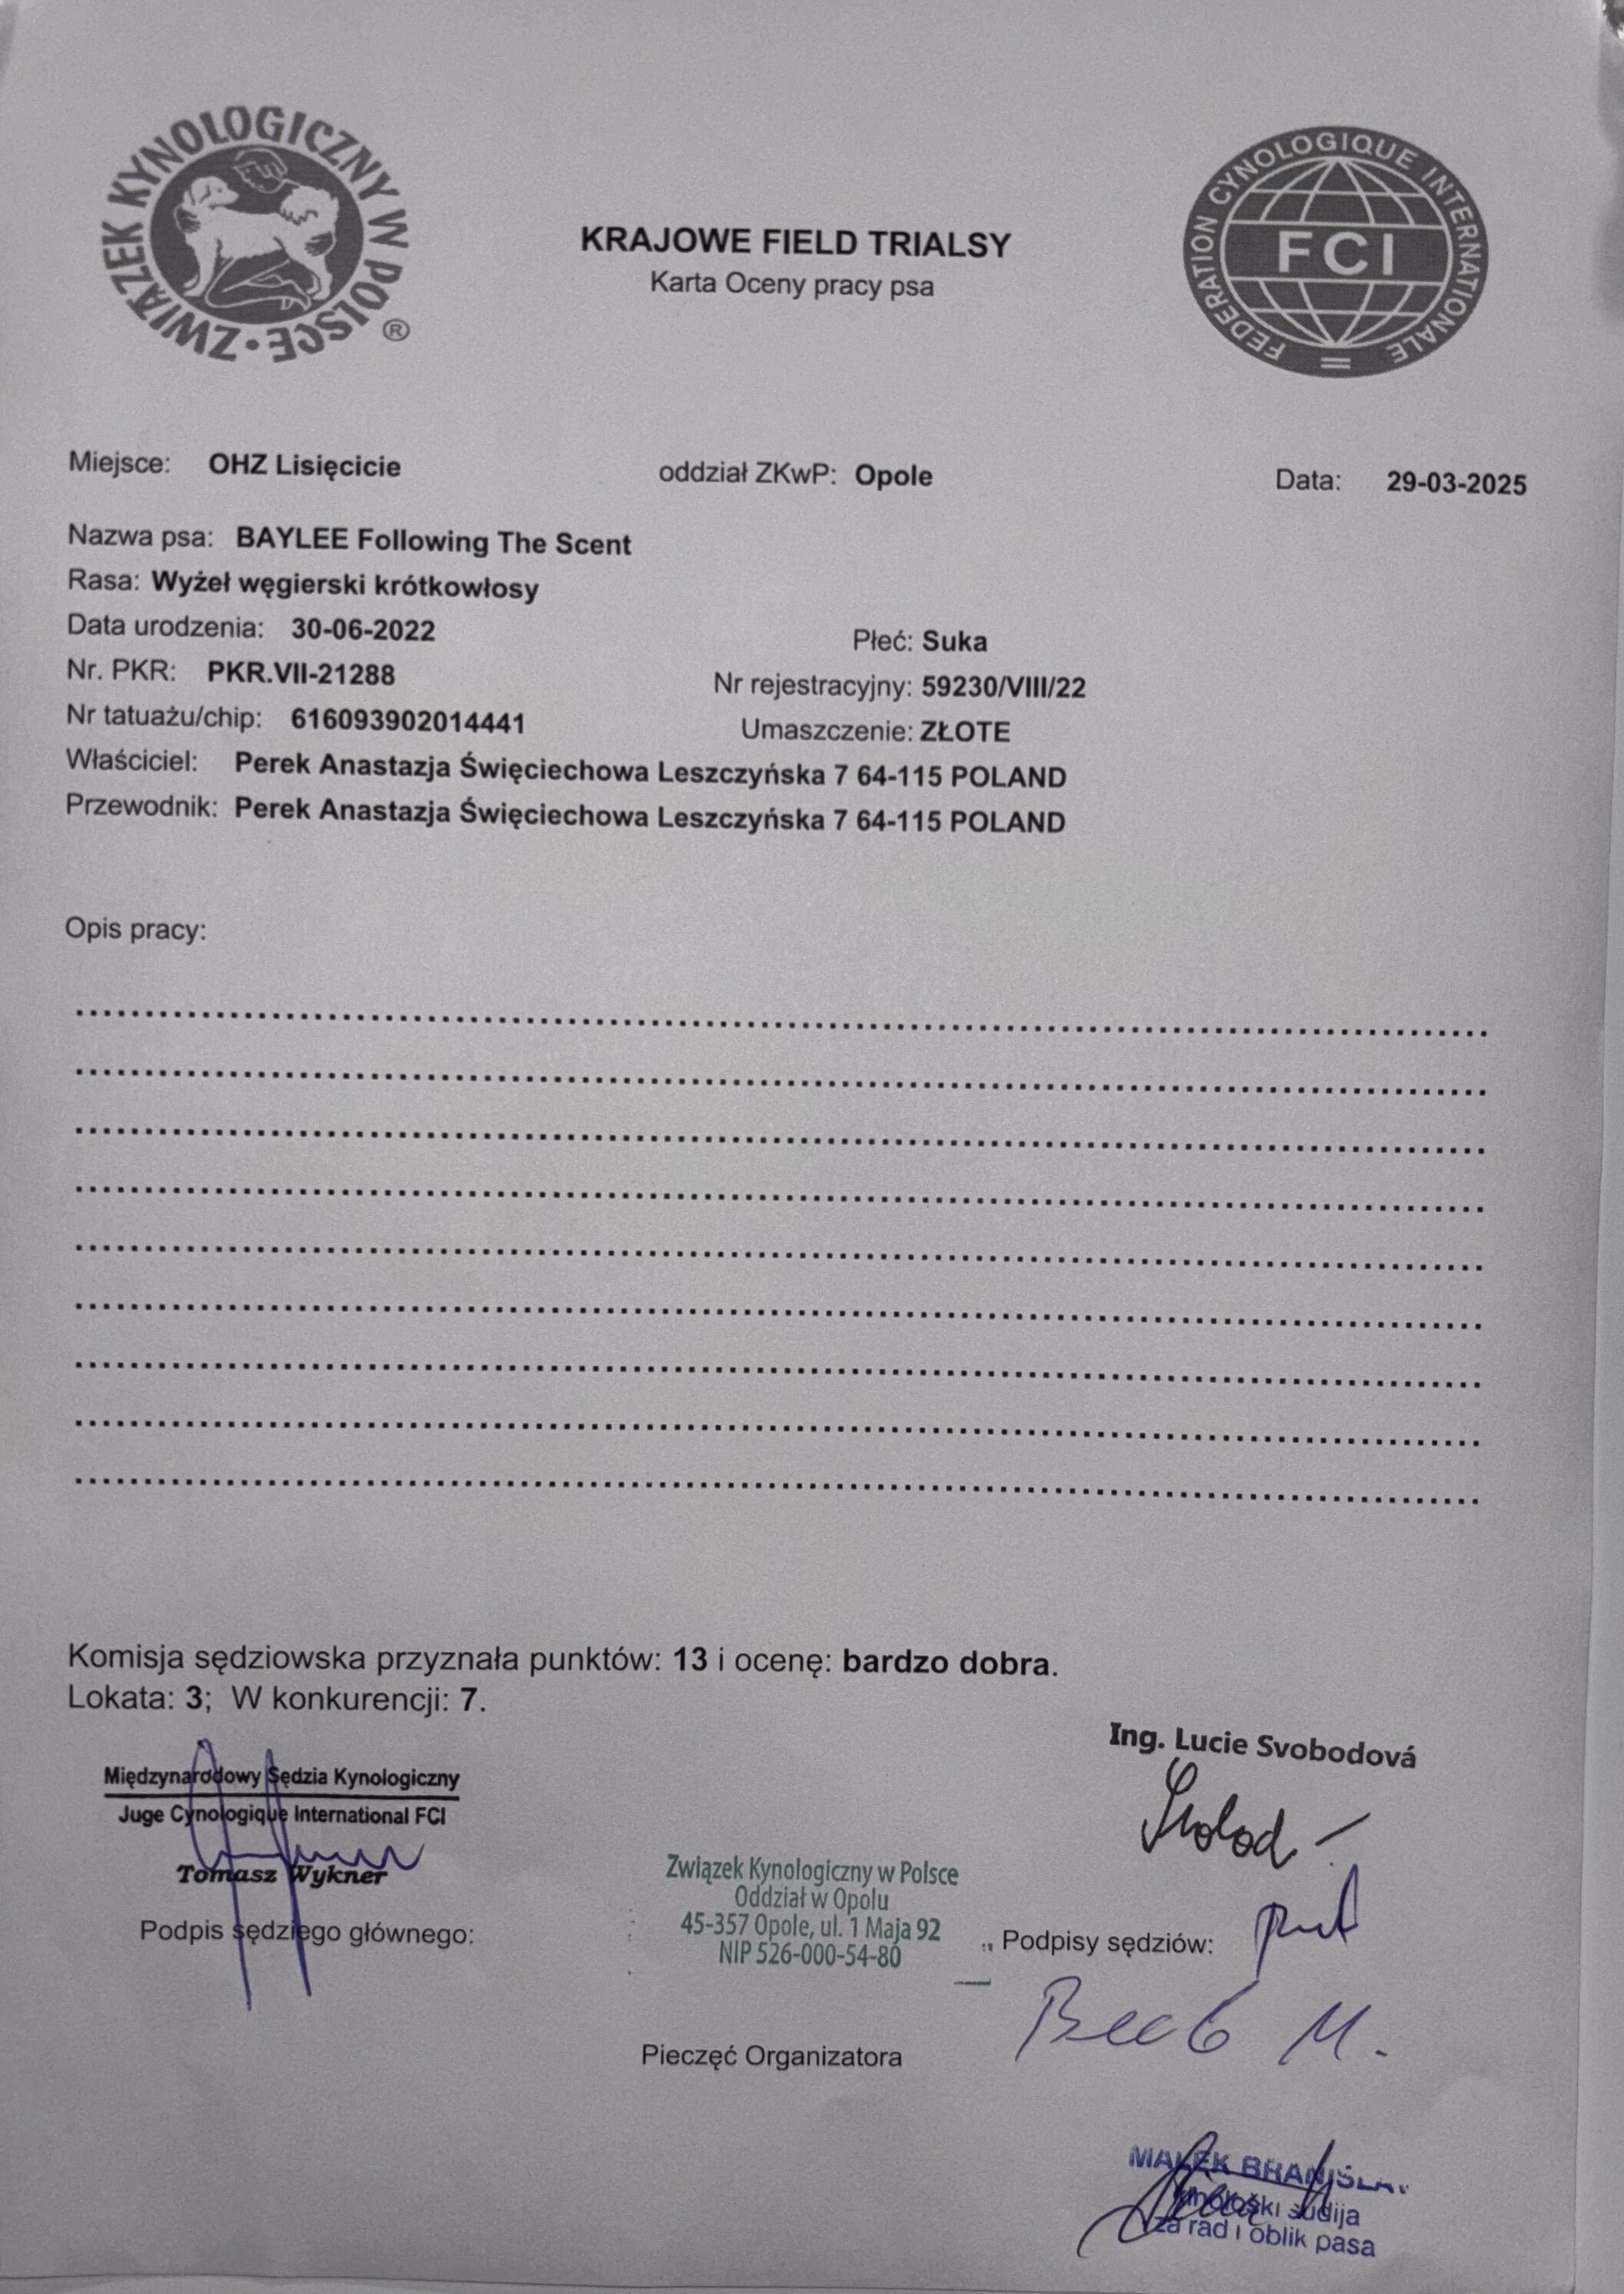 ZWIĄZEK KYNOLOGICZNY W POLSCE ®
KRAJOWE FIELD TRIALSY
Karta Oceny pracy psa
FEDERATION CYNOLOGIQUE INTERNATIONALE
FCI
Miejsce: OHZ Lisięcicie oddział ZKwP: Opole Data: 29-03-2025
Nazwa psa: BAYLEE Following The Scent
Rasa: Wyżeł węgierski krótkowłosy
Data urodzenia: 30-06-2022 Płeć: Suka
Nr. PKR: PKR.VII-21288 Nr rejestracyjny: 59230/VIII/22
Nr tatuażu/chip: 616093902014441 Umaszczenie: ZŁOTE
Właściciel: Perek Anastazja Święciechowa Leszczyńska 7 64-115 POLAND
Przewodnik: Perek Anastazja Święciechowa Leszczyńska 7 64-115 POLAND
Opis pracy:
Komisja sędziowska przyznała punktów: 13 i ocenę: bardzo dobra.
Lokata: 3; W konkurencji: 7.
Międzynarodowy Sędzia Kynologiczny
Juge Cynologique International FCI
Tomasz Wykner
Podpis sędziego głównego:
Związek Kynologiczny w Polsce
Oddział w Opolu
45-357 Opole, ul. 1 Maja 92
NIP 526-000-54-80
Pieczęć Organizatora
Ing. Lucie Svobodová
Podpisy sędziów:
M.
BRANISLAV
sudija
za rad i oblik pasa